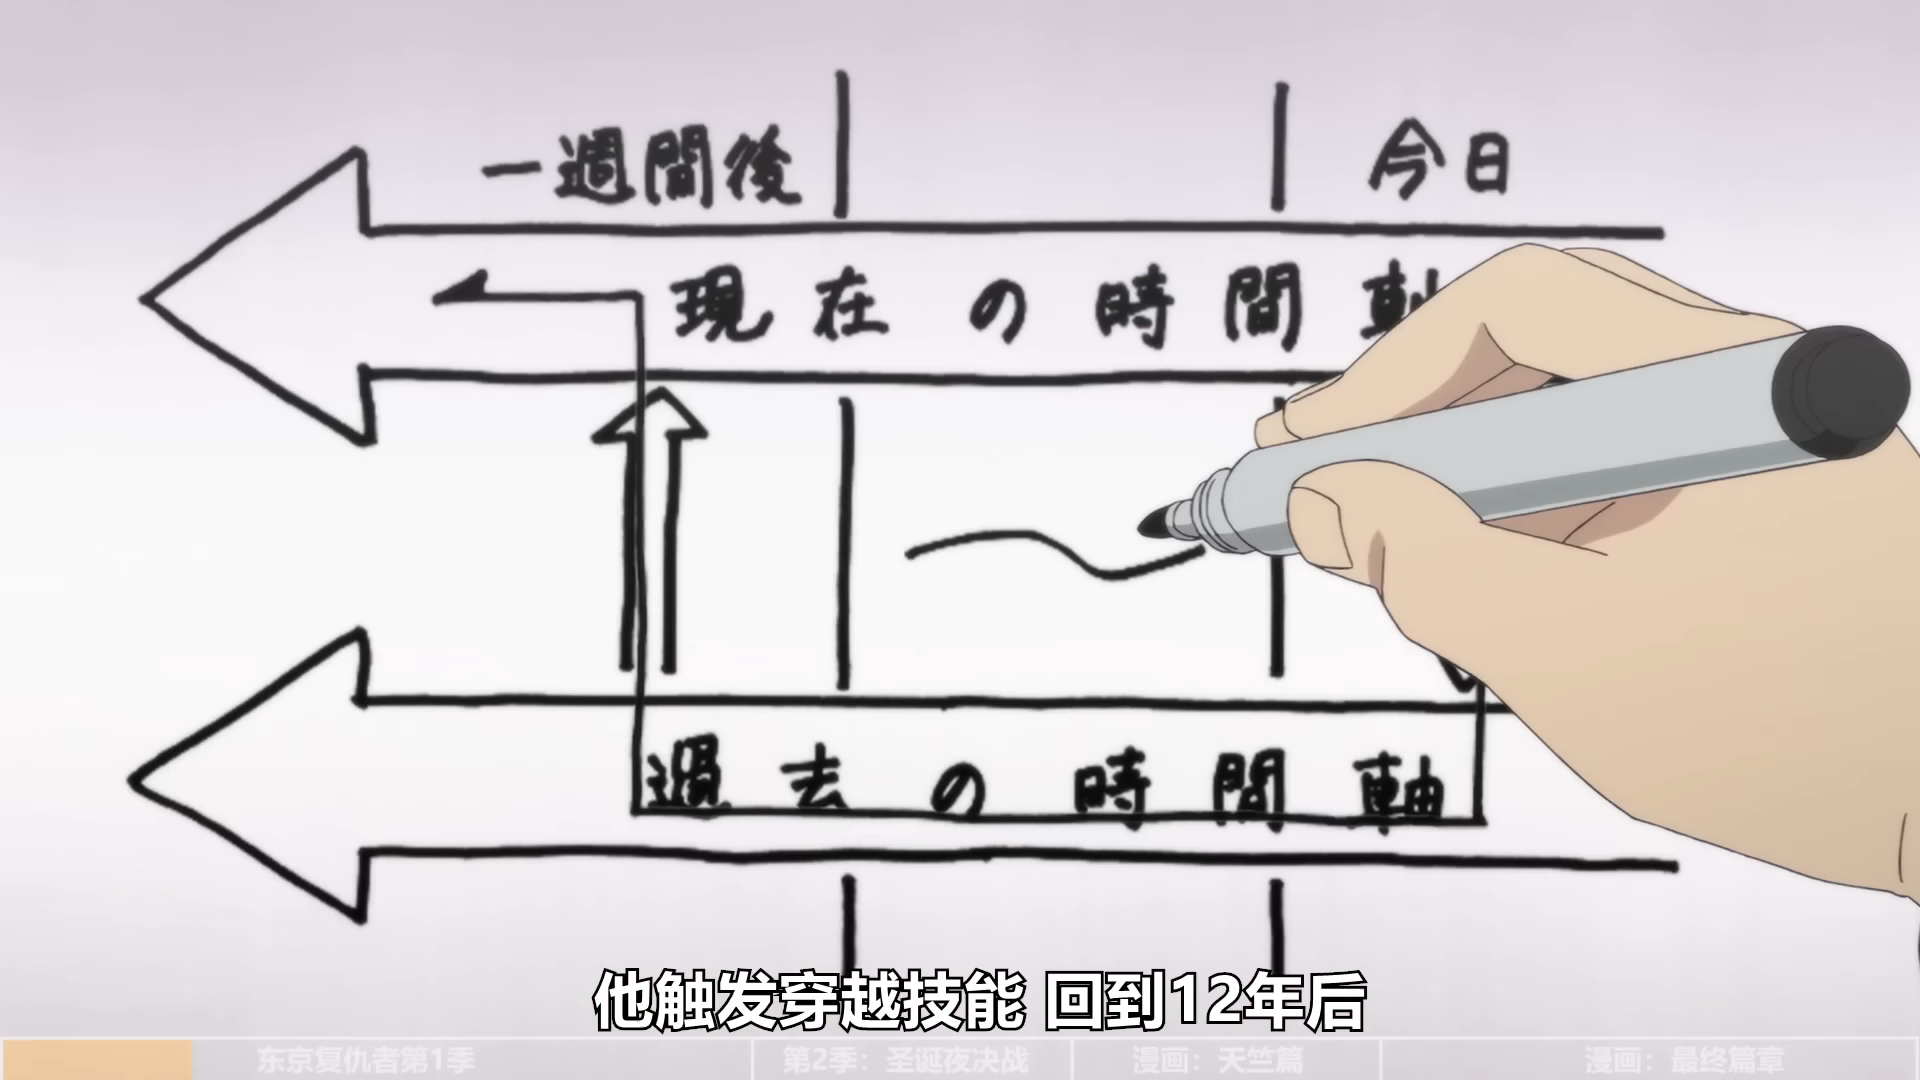 一週間後
今日
現在の時間
過去の時間軸
他触发穿越技能 回到12年后
东京复仇者第1季
第2季：圣诞夜决战
漫画：天竺篇
漫画：最终篇章